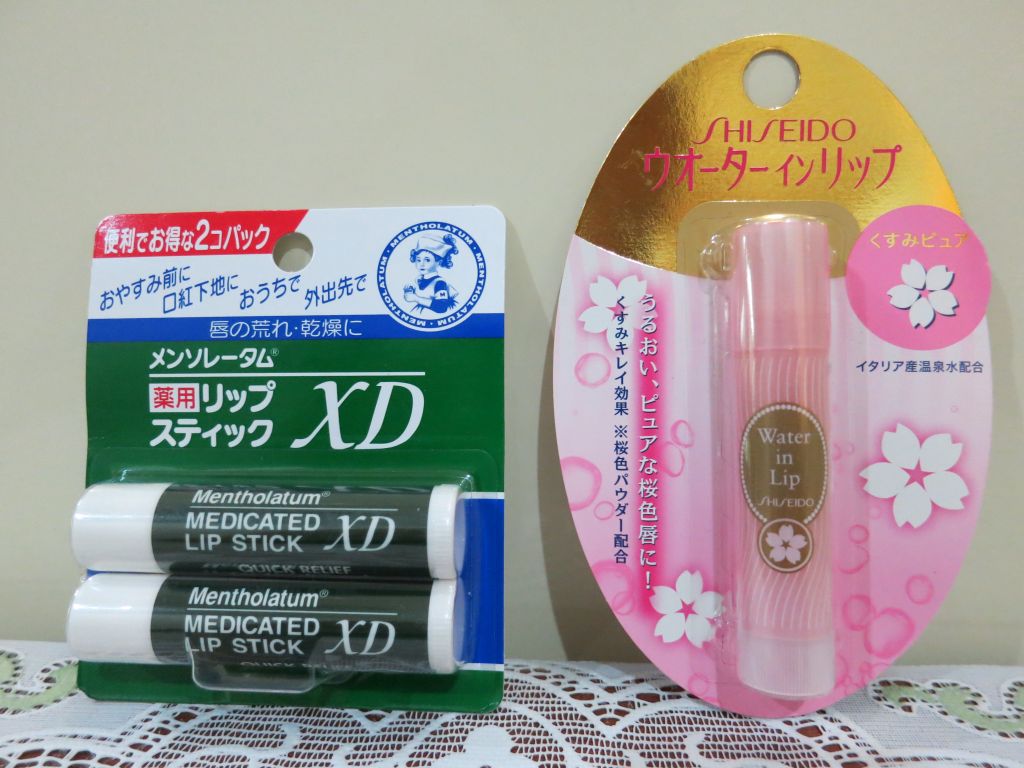 便利でお得な2コパック
おやすみ前に
口紅下地に
おうちで
外出先で
MENTHOLATUM・MENTHOLATUM・MENTHOLATUM
唇の荒れ・乾燥に
メンソレータム®
薬用リップ
スティック
XD
Mentholatum®
MEDICATED
LIP STICK XD
QUICK RELIEF
Mentholatum®
MEDICATED
LIP STICK XD
QUICK RELIEF
SHISEIDO
ウオーターインリップ
くすみピュア
イタリア産温泉水配合
うるおい、ピュアな桜色唇に!
くすみキレイ効果 ※桜色パウダー配合
Water
in
Lip
SHISEIDO